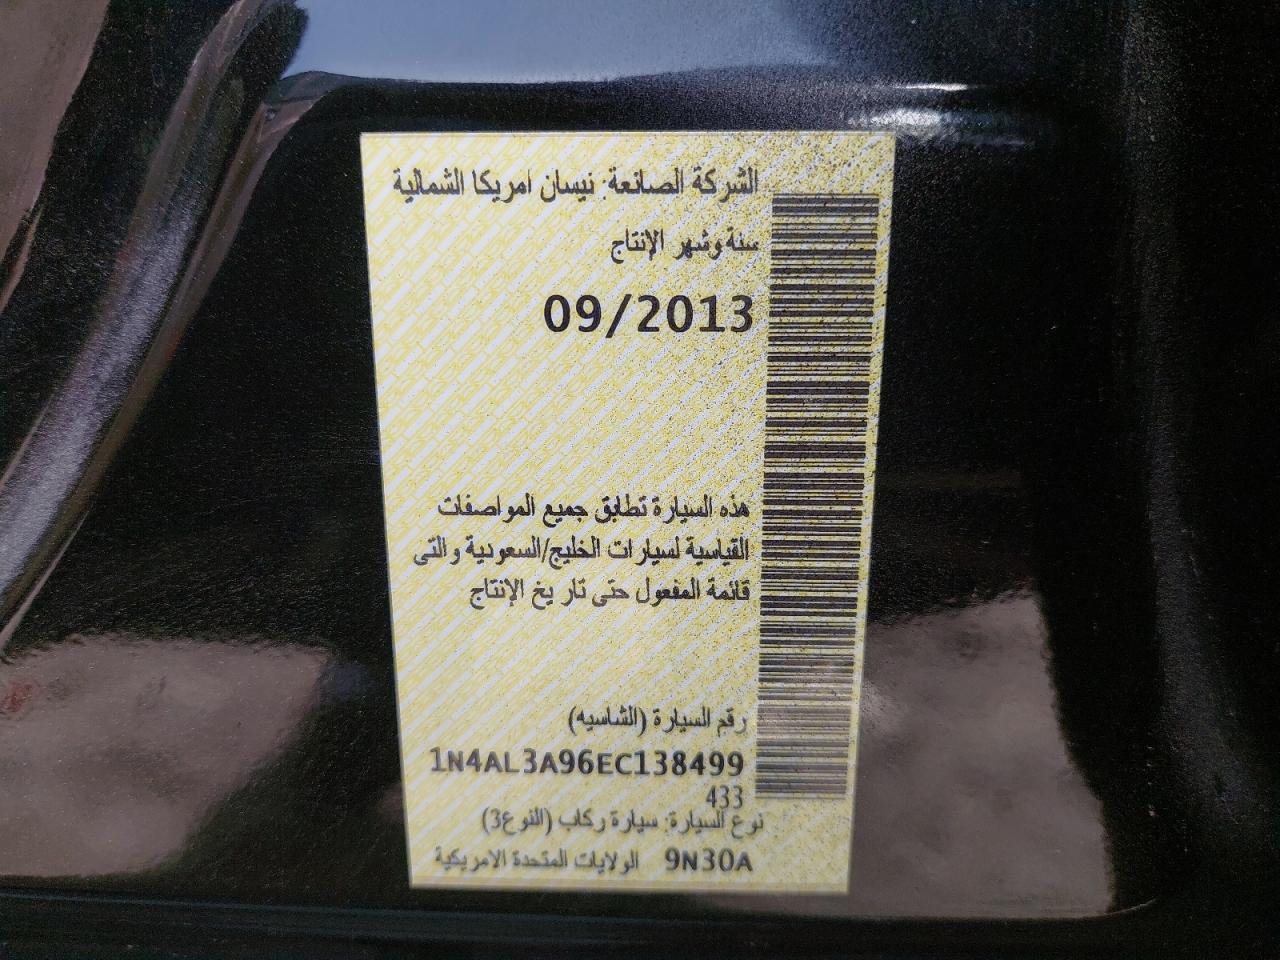 الشركة الصانعة: نيسان امريكا الشمالية
سنة وشهر الإنتاج
09/2013
هذه السيارة تطابق جميع المواصفات
القياسية لسيارات الخليج/السعودية والتى
قائمة المفعول حتى تاريخ الإنتاج
رقم السيارة (الشاسيه)
1N4AL3A96EC138499
433
نوع السيارة: سيارة ركاب (النوع3)
9N30A الولايات المتحدة الامريكية